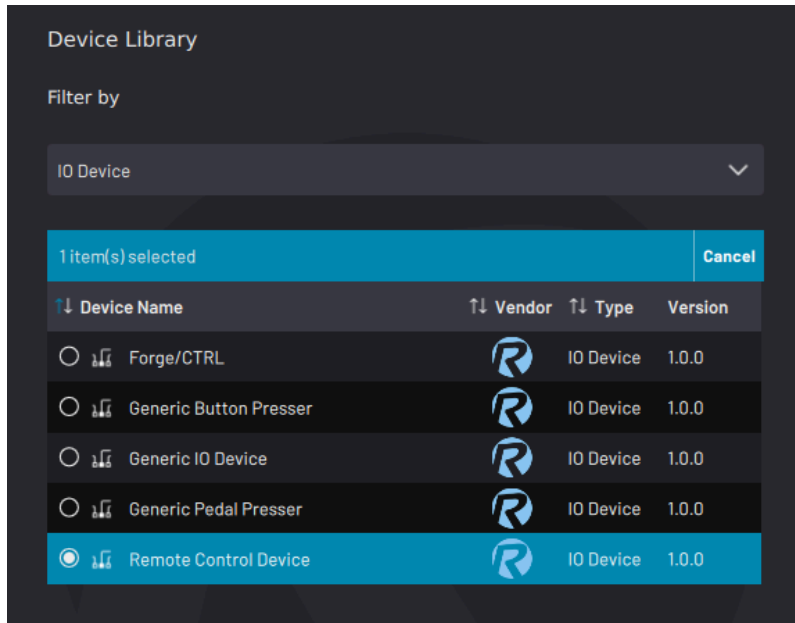 Device Library
Filter by
IO Device
1 item(s) selected Cancel
Device Name Vendor Type Version
Forge/CTRL IO Device 1.0.0
Generic Button Presser IO Device 1.0.0
Generic IO Device IO Device 1.0.0
Generic Pedal Presser IO Device 1.0.0
Remote Control Device IO Device 1.0.0